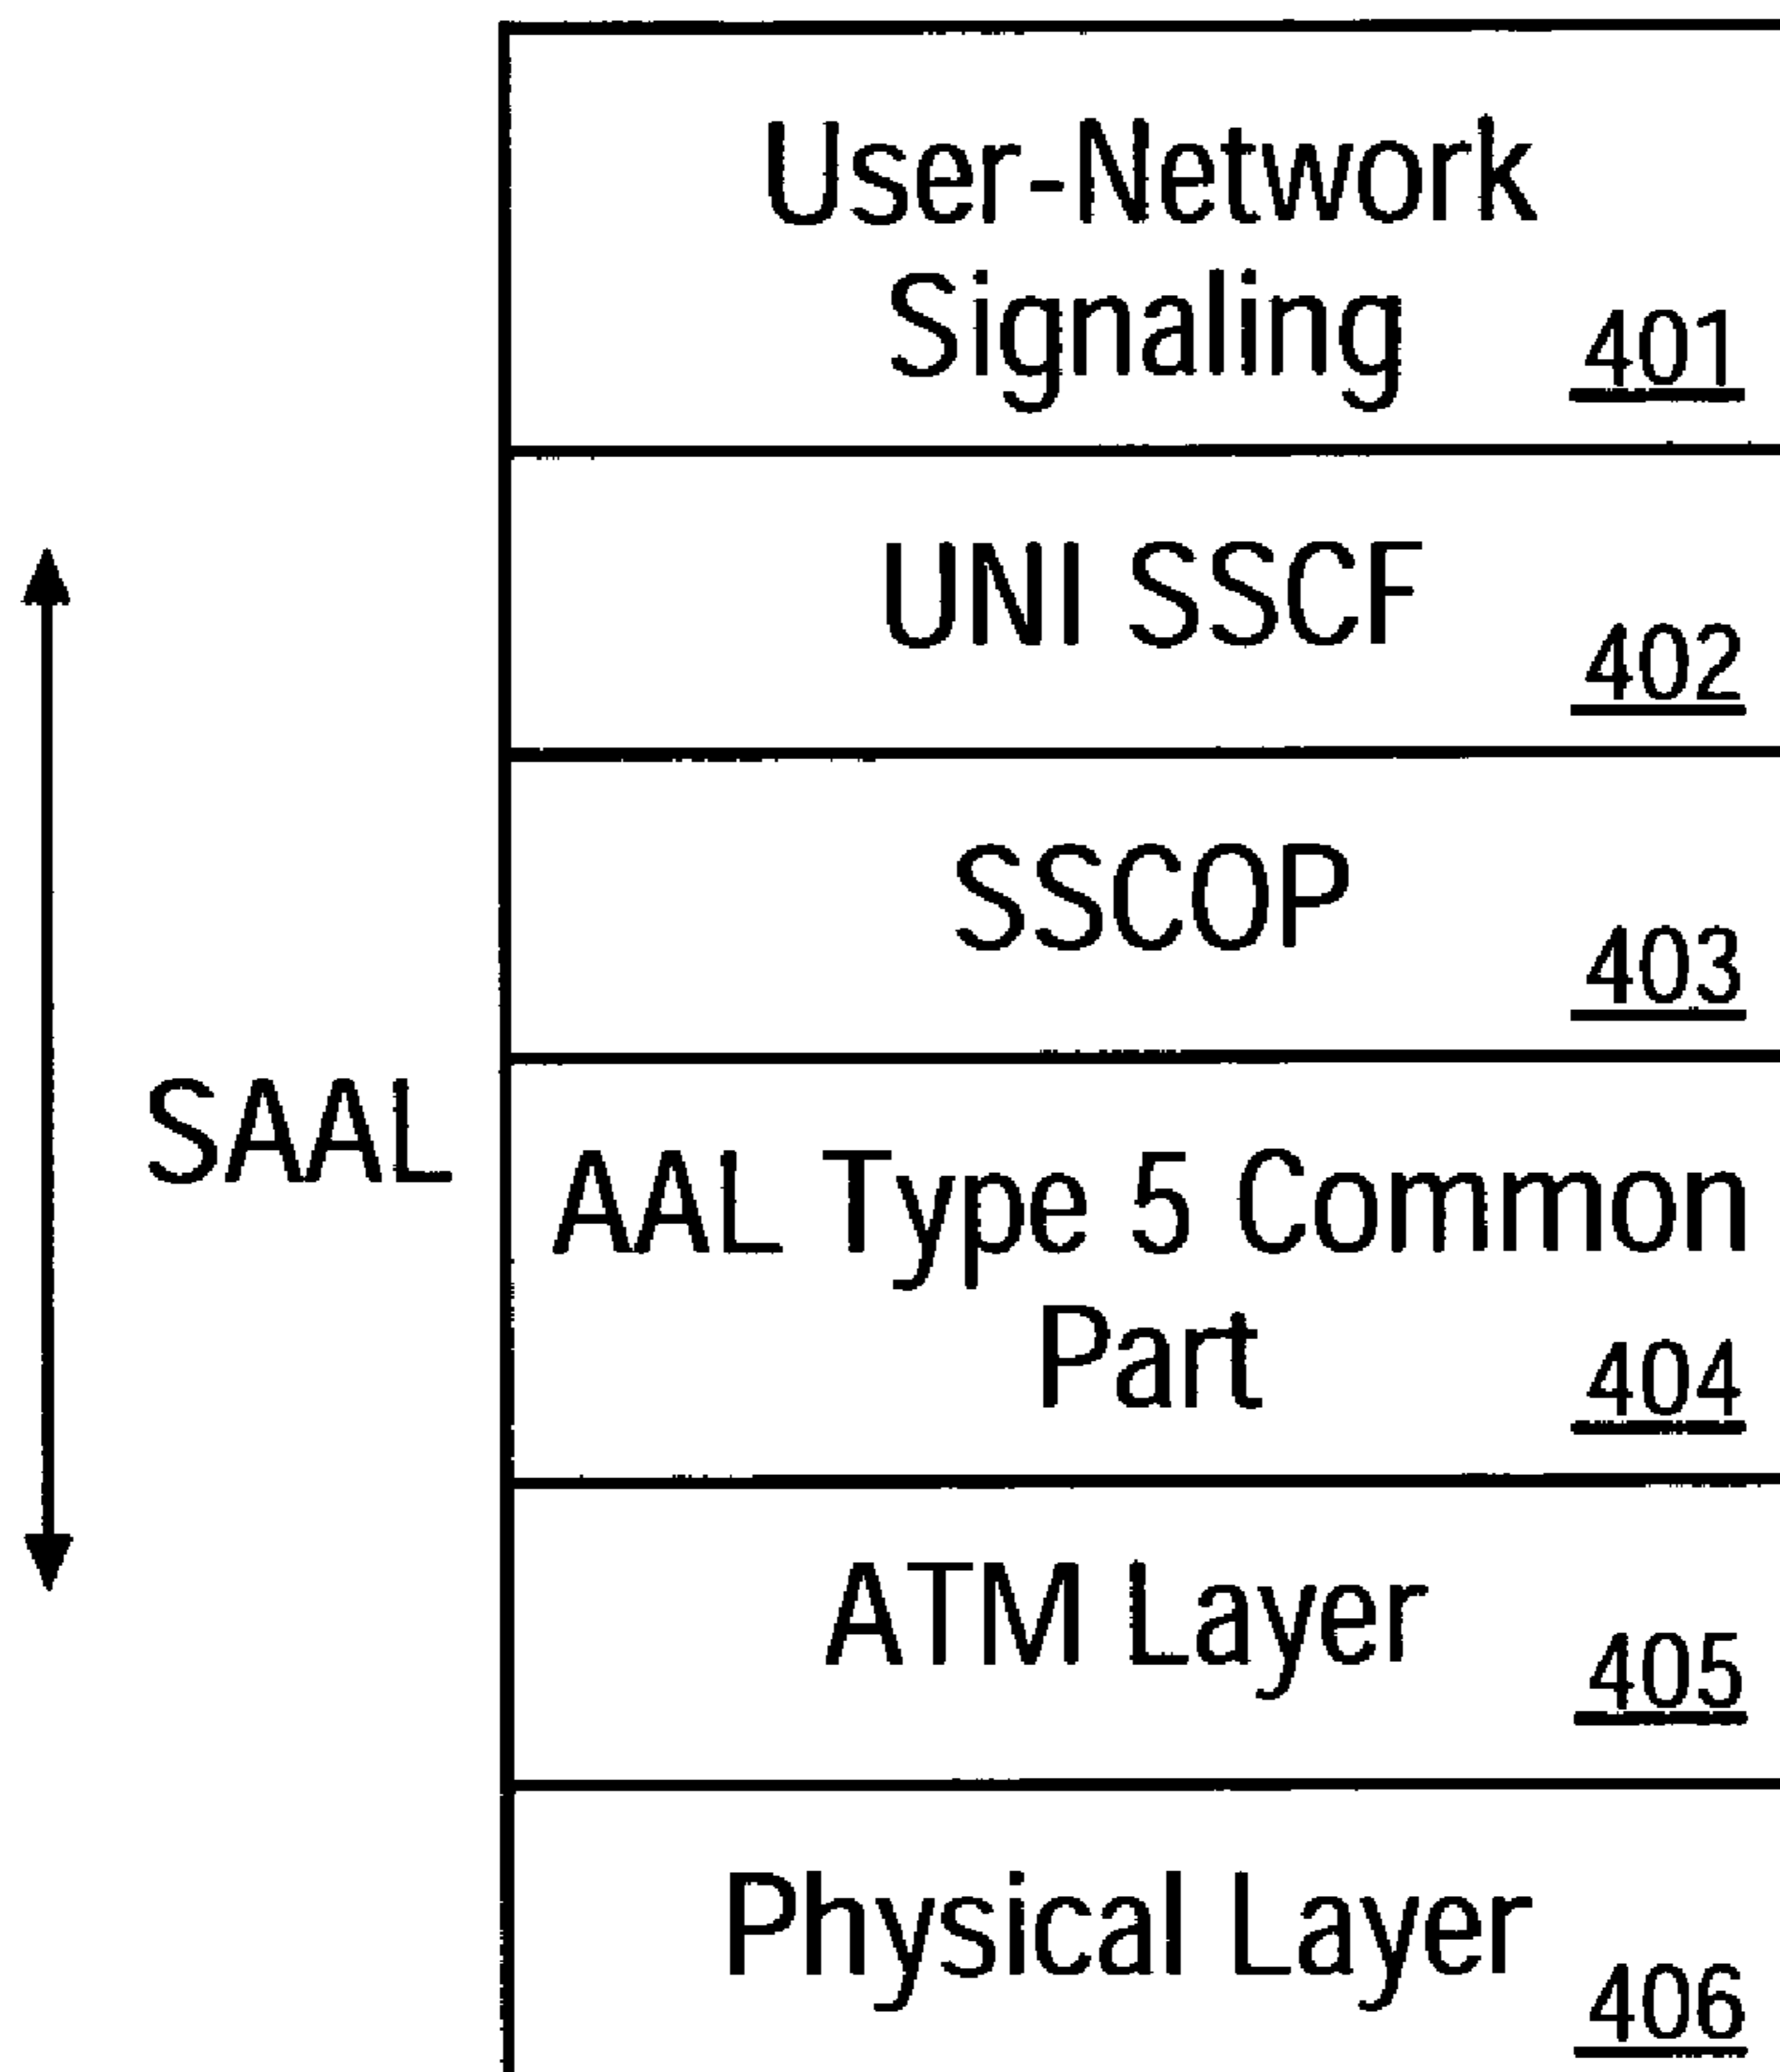 User-Network
Signaling
401
UNI SSCF
402
SSCOP
403
SAAL
AAL Type 5 Common
Part
404
ATM Layer
405
Physical Layer
406